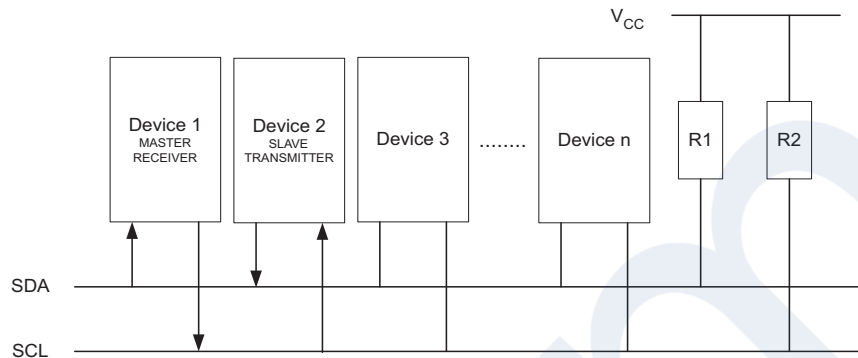 VCC
Device 1
MASTER
RECEIVER
Device 2
SLAVE
TRANSMITTER
Device 3
........
Device n
R1
R2
SDA
SCL